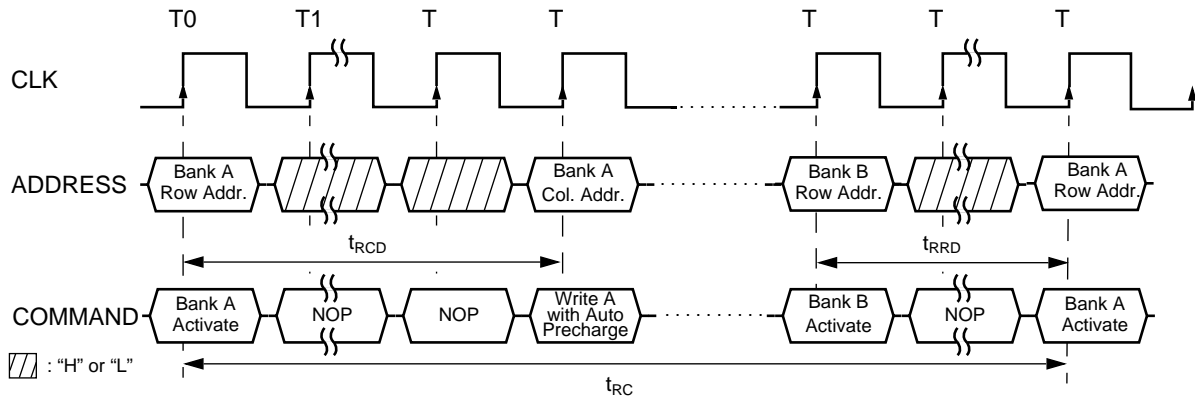 T0 T1 T T T T T
CLK
ADDRESS
Bank A
Row Addr.
Bank A
Col. Addr.
Bank B
Row Addr.
Bank A
Row Addr.
tRCD
tRRD
COMMAND
Bank A
Activate
NOP
NOP
Write A
with Auto
Precharge
Bank B
Activate
NOP
Bank A
Activate
: “H” or “L”
tRC